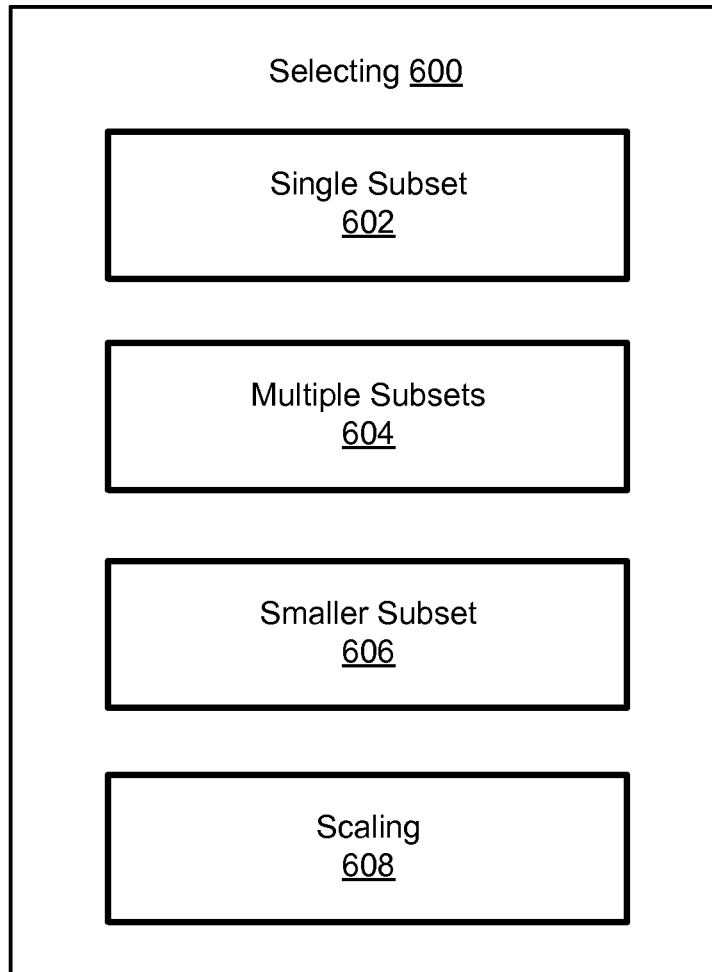 Selecting 600
Single Subset
602
Multiple Subsets
604
Smaller Subset
606
Scaling
608